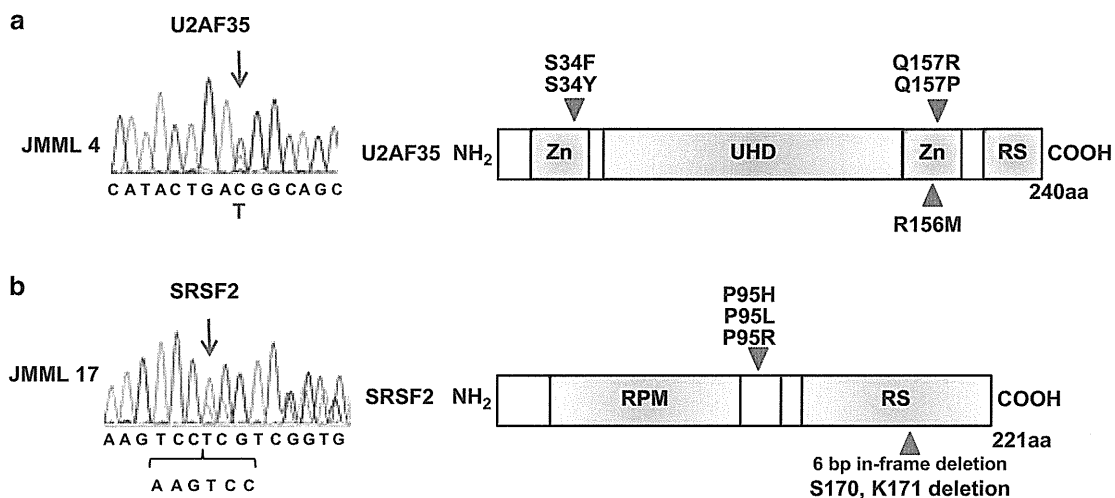 a
U2AF35
S34F
S34Y
Q157R
Q157P
JMML 4
U2AF35 NH2 Zn UHD Zn RS COOH
CATACTGACGGCAGC
T
240aa
R156M
b
SRSF2
P95H
P95L
P95R
JMML 17
SRSF2 NH2 RPM RS COOH
AAGTCCTCGTCGGTG
221aa
AAGTCC
6 bp in-frame deletion
S170, K171 deletion